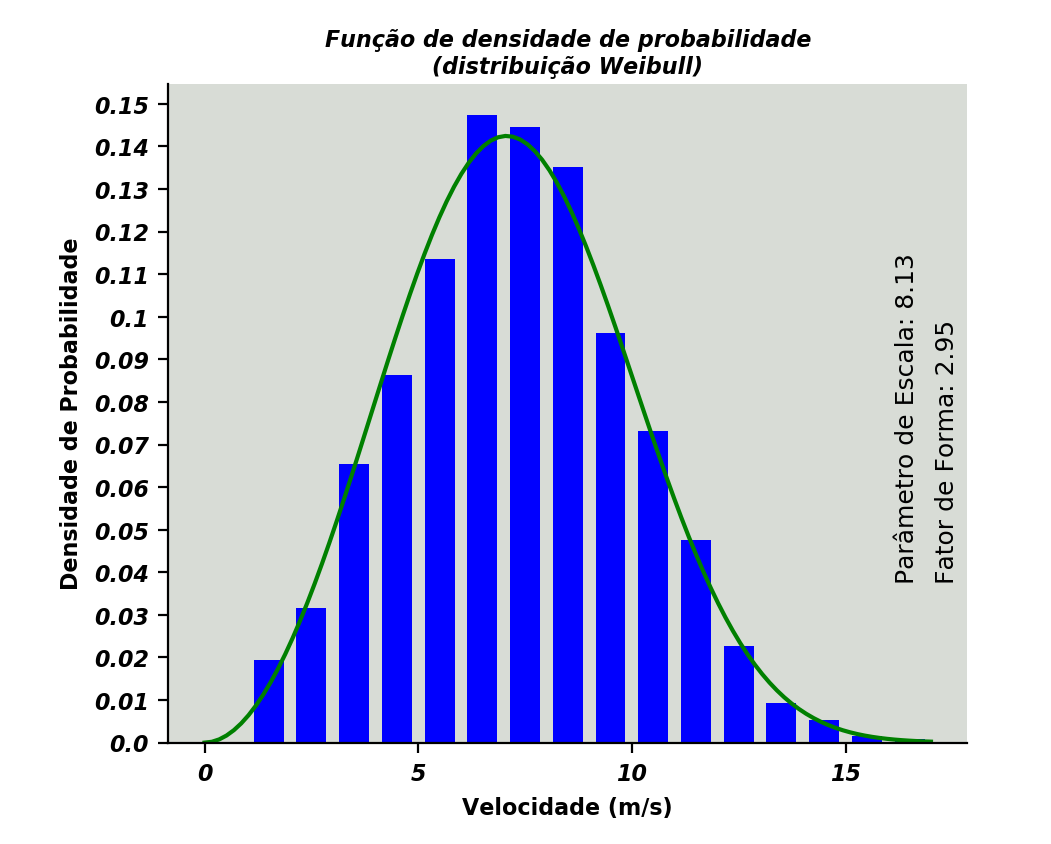 Função de densidade de probabilidade
(distribuição Weibull)
Densidade de Probabilidade
0.15
0.14
0.13
0.12
0.11
0.1
0.09
0.08
0.07
0.06
0.05
0.04
0.03
0.02
0.01
0.0
Parâmetro de Escala: 8.13
Fator de Forma: 2.95
0 5 10 15
Velocidade (m/s)